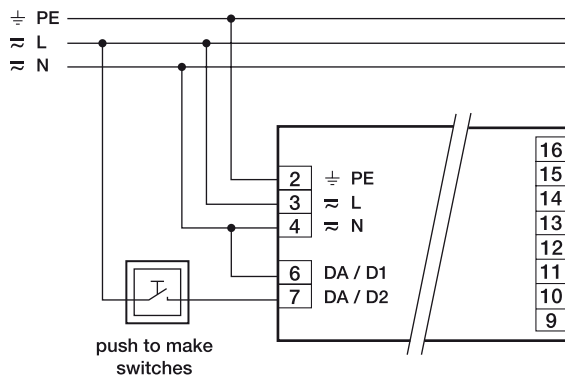 ⏚ PE
≂ L
≂ N
2 ⏚ PE
3 ≂ L
4 ≂ N
6 DA / D1
7 DA / D2
16
15
14
13
12
11
10
9
push to make
switches